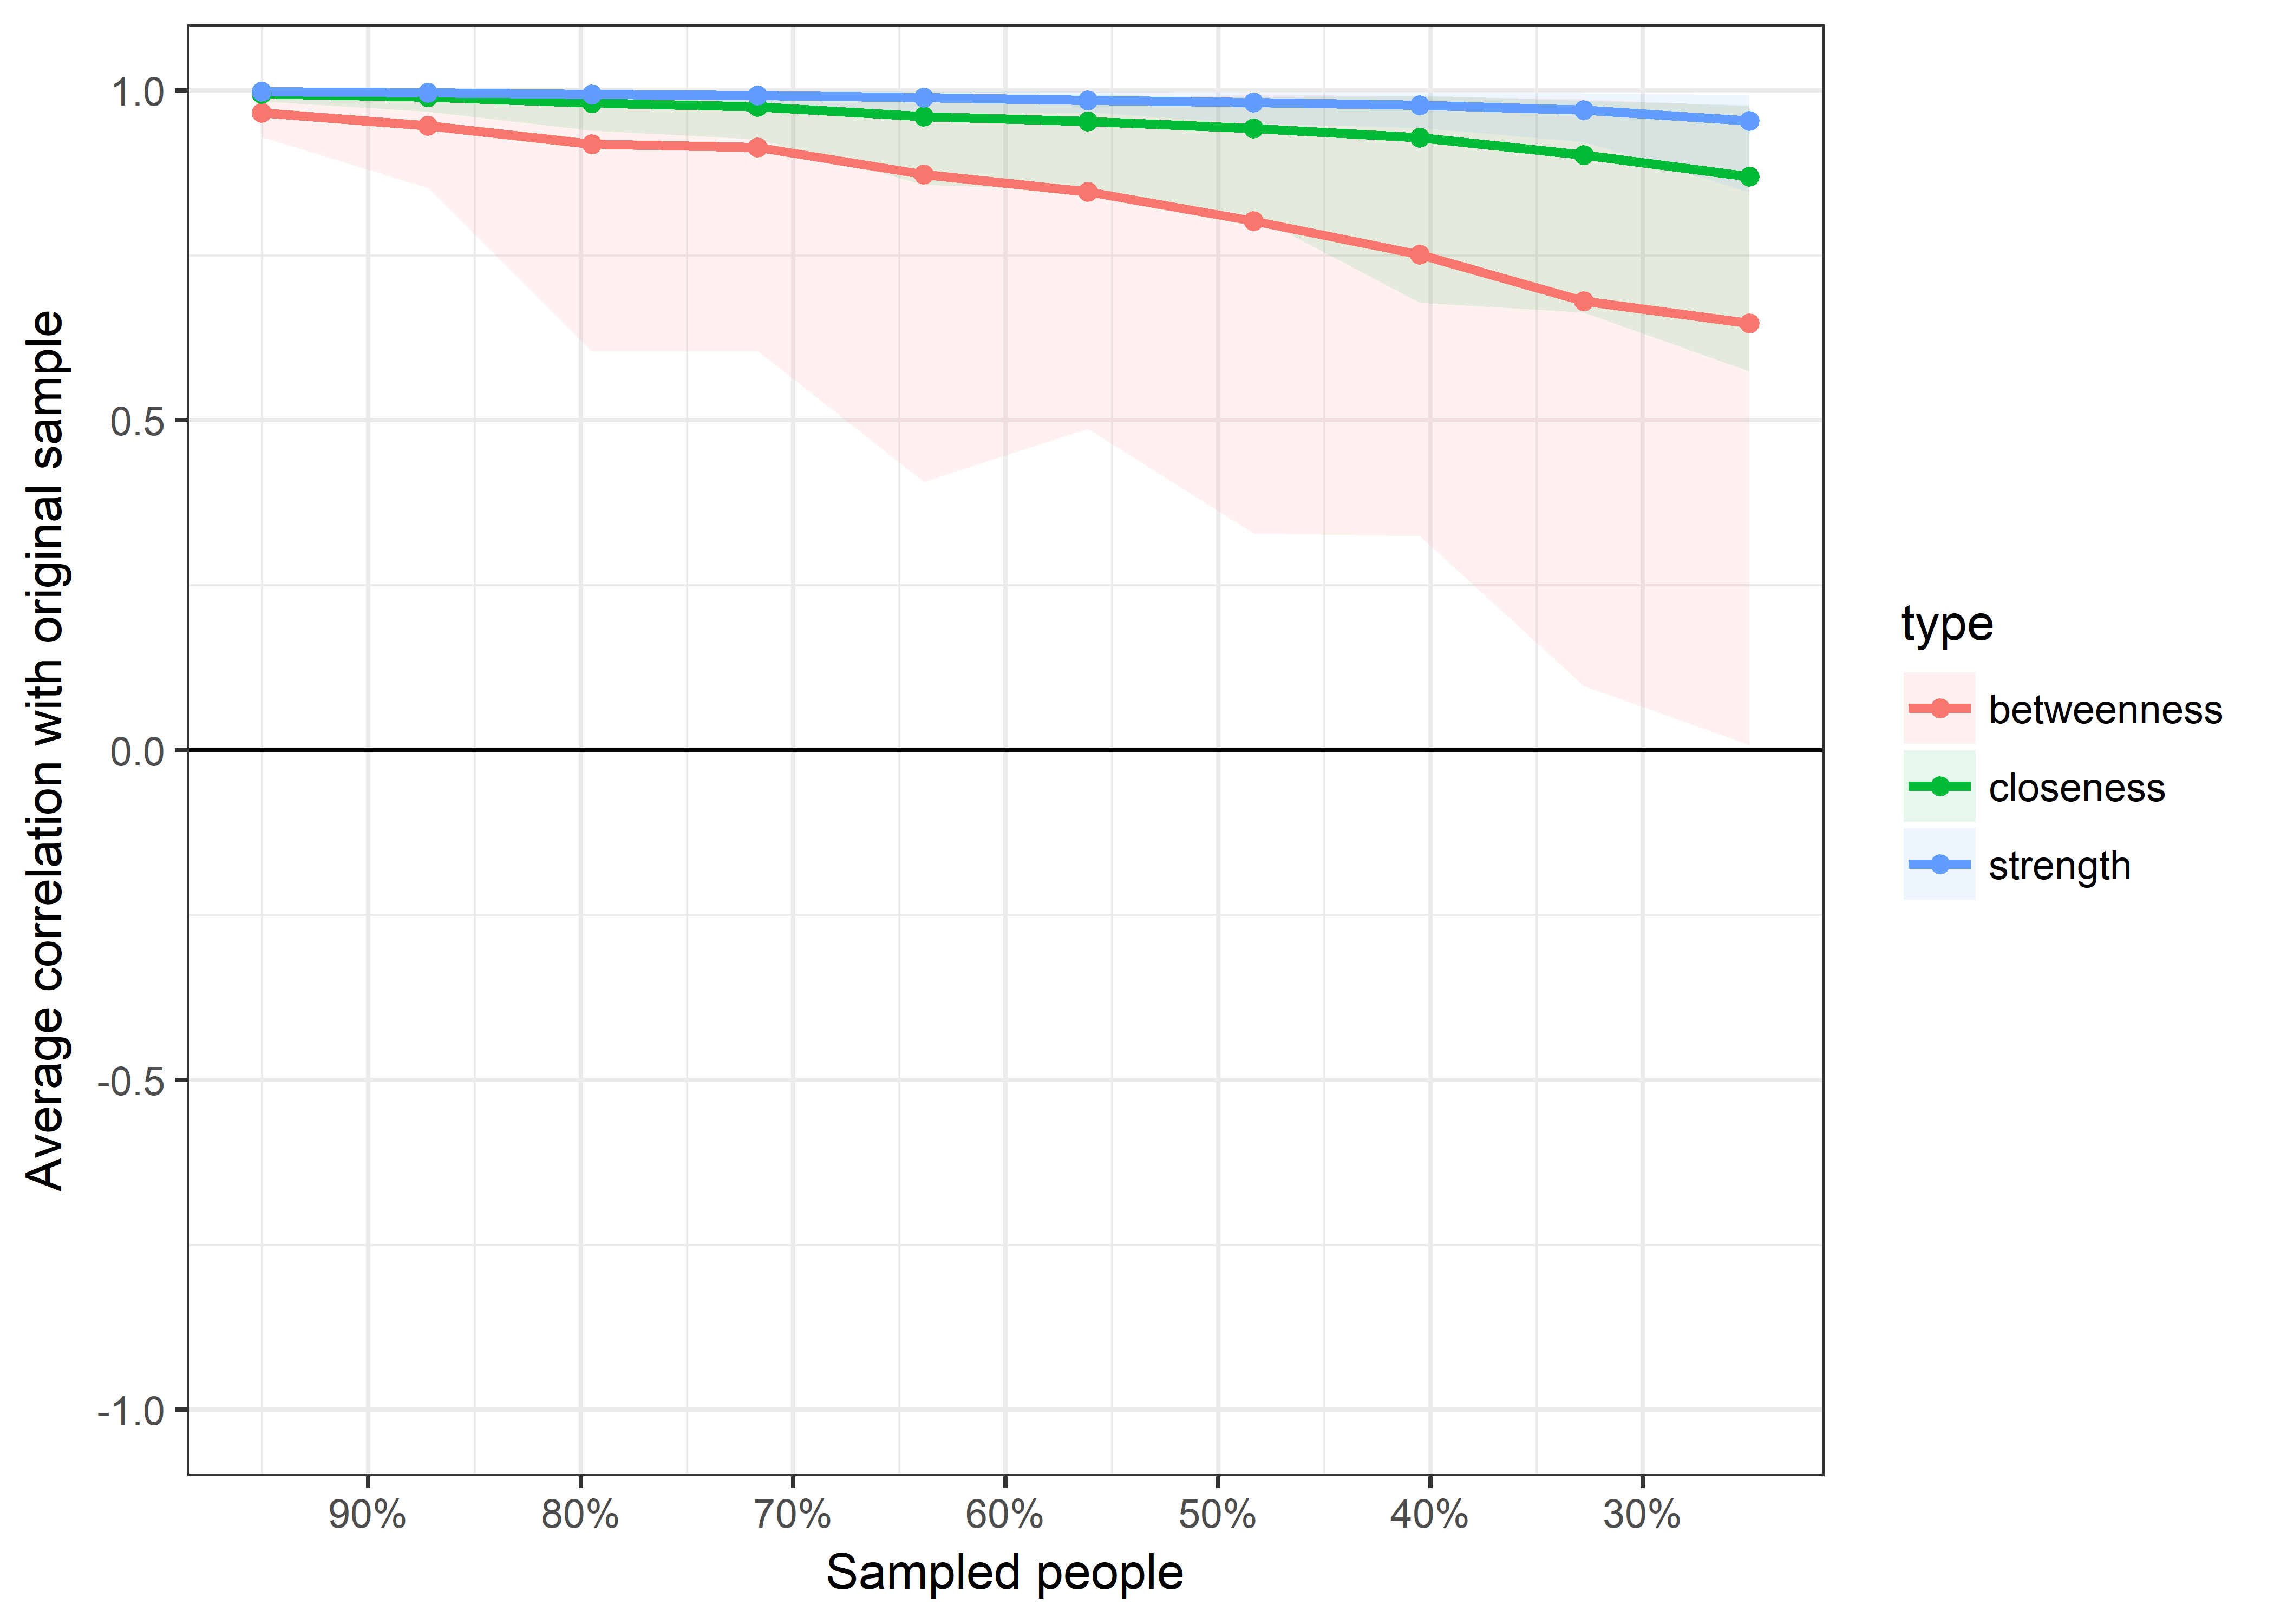 Average correlation with original sample
1.0
0.5
0.0
-0.5
-1.0
90% 80% 70% 60% 50% 40% 30%
Sampled people
type
betweenness
closeness
strength